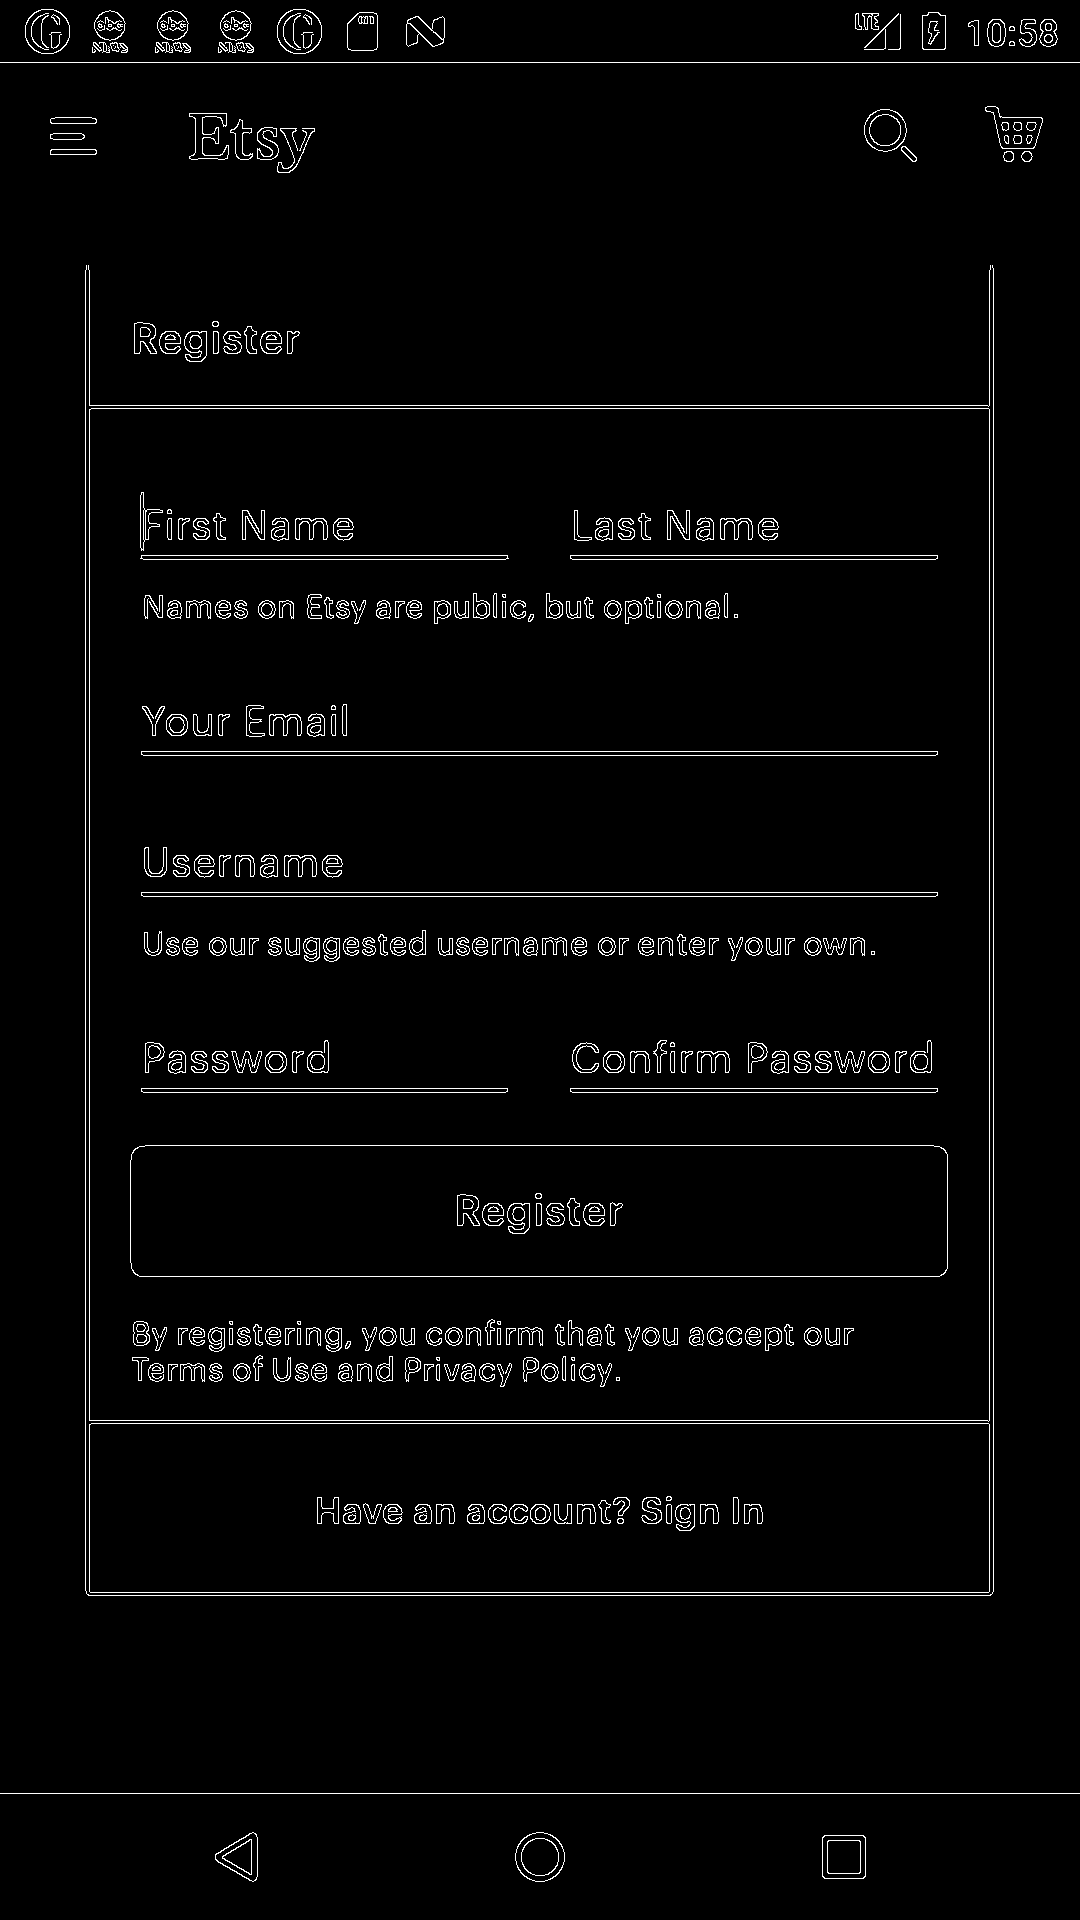 LTE 10:58
Etsy
Register
First Name Last Name
Names on Etsy are public, but optional.
Your Email
Username
Use our suggested username or enter your own.
Password Confirm Password
Register
By registering, you confirm that you accept our
Terms of Use and Privacy Policy.
Have an account? Sign In